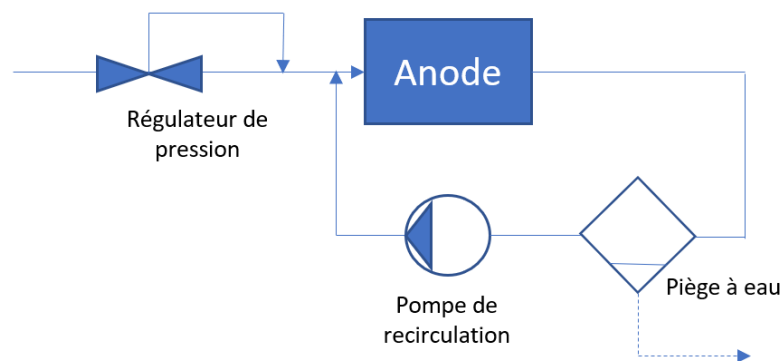 Anode
Régulateur de
pression
Piège à eau
Pompe de
recirculation